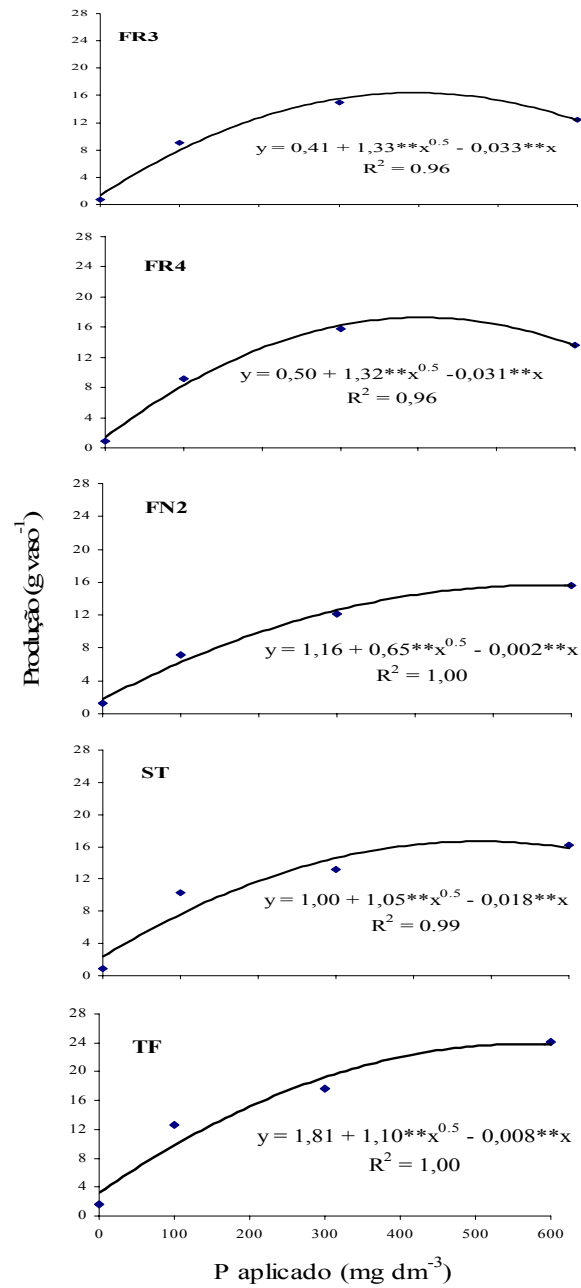 28
24
20
16
12
8
4
0
FR3
y = 0,41 + 1,33**x^0.5 - 0,033**x
R² = 0.96
28
24
20
16
12
8
4
0
FR4
y = 0,50 + 1,32**x^0.5 -0,031**x
R² = 0,96
28
24
20
16
12
8
4
0
FN2
y = 1,16 + 0,65**x^0.5 - 0,002**x
R² = 1,00
28
24
20
16
12
8
4
0
ST
y = 1,00 + 1,05**x^0.5 - 0,018**x
R² = 0.99
28
24
20
16
12
8
4
0
TF
y = 1,81 + 1,10**x^0.5 - 0,008**x
R² = 1,00
0 100 200 300 400 500 600
P aplicado (mg dm⁻³)
Produção (g vaso⁻¹)